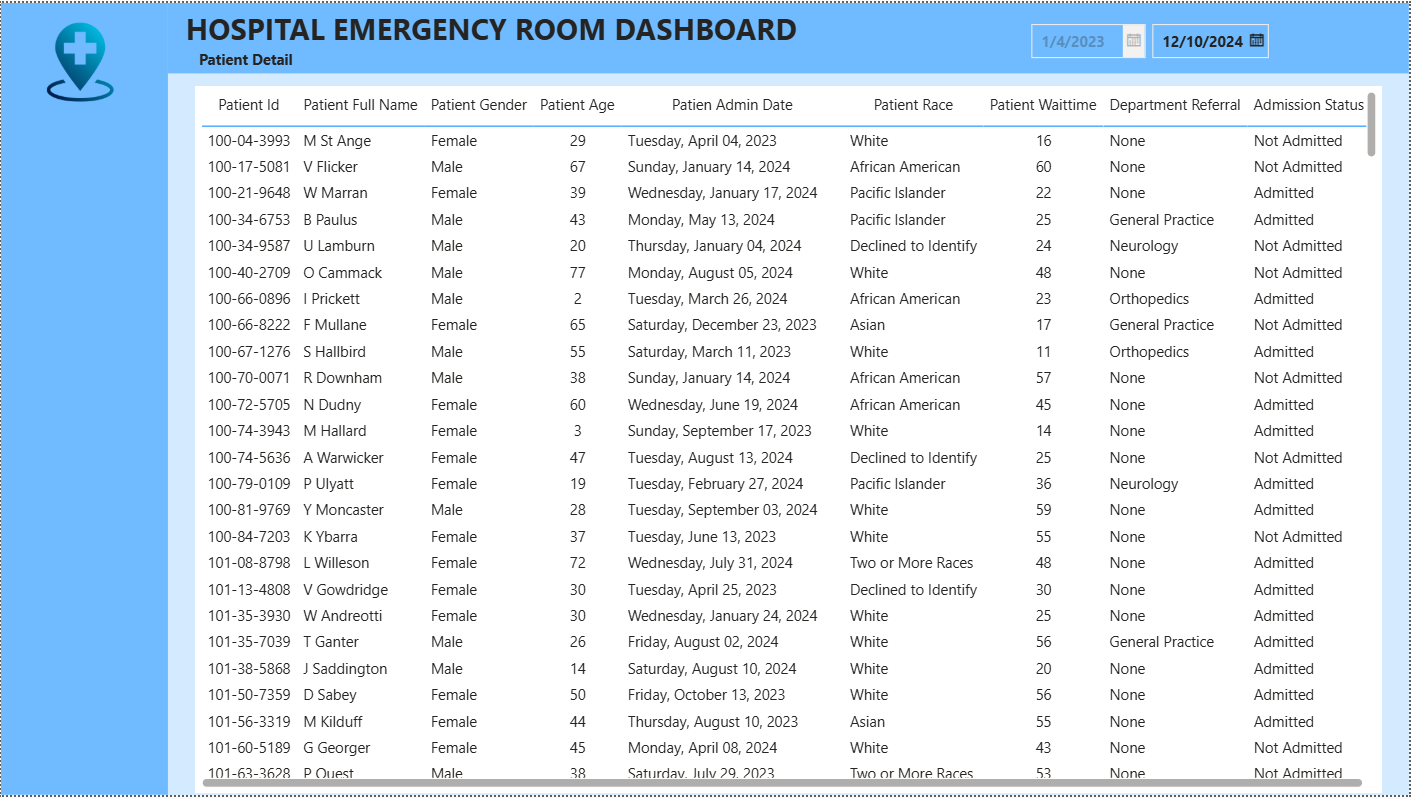 HOSPITAL EMERGENCY ROOM DASHBOARD
Patient Detail
1/4/2023 12/10/2024
Patient Id Patient Full Name Patient Gender Patient Age Patien Admin Date Patient Race Patient Waittime Department Referral Admission Status
100-04-3993 M St Ange Female 29 Tuesday, April 04, 2023 White 16 None Not Admitted
100-17-5081 V Flicker Male 67 Sunday, January 14, 2024 African American 60 None Not Admitted
100-21-9648 W Marran Female 39 Wednesday, January 17, 2024 Pacific Islander 22 None Admitted
100-34-6753 B Paulus Male 43 Monday, May 13, 2024 Pacific Islander 25 General Practice Admitted
100-34-9587 U Lamburn Male 20 Thursday, January 04, 2024 Declined to Identify 24 Neurology Not Admitted
100-40-2709 O Cammack Male 77 Monday, August 05, 2024 White 48 None Not Admitted
100-66-0896 I Prickett Male 2 Tuesday, March 26, 2024 African American 23 Orthopedics Admitted
100-66-8222 F Mullane Female 65 Saturday, December 23, 2023 Asian 17 General Practice Not Admitted
100-67-1276 S Hallbird Male 55 Saturday, March 11, 2023 White 11 Orthopedics Admitted
100-70-0071 R Downham Male 38 Sunday, January 14, 2024 African American 57 None Not Admitted
100-72-5705 N Dudny Female 60 Wednesday, June 19, 2024 African American 45 None Admitted
100-74-3943 M Hallard Female 3 Sunday, September 17, 2023 White 14 None Admitted
100-74-5636 A Warwicker Female 47 Tuesday, August 13, 2024 Declined to Identify 25 None Not Admitted
100-79-0109 P Ulyatt Female 19 Tuesday, February 27, 2024 Pacific Islander 36 Neurology Admitted
100-81-9769 Y Moncaster Male 28 Tuesday, September 03, 2024 White 59 None Admitted
100-84-7203 K Ybarra Female 37 Tuesday, June 13, 2023 White 55 None Not Admitted
101-08-8798 L Willeson Female 72 Wednesday, July 31, 2024 Two or More Races 48 None Admitted
101-13-4808 V Gowdridge Female 30 Tuesday, April 25, 2023 Declined to Identify 30 None Admitted
101-35-3930 W Andreotti Female 30 Wednesday, January 24, 2024 White 25 None Admitted
101-35-7039 T Ganter Male 26 Friday, August 02, 2024 White 56 General Practice Admitted
101-38-5868 J Saddington Male 14 Saturday, August 10, 2024 White 20 None Admitted
101-50-7359 D Sabey Female 50 Friday, October 13, 2023 White 56 None Admitted
101-56-3319 M Kilduff Female 44 Thursday, August 10, 2023 Asian 55 None Admitted
101-60-5189 G Georger Female 45 Monday, April 08, 2024 White 43 None Not Admitted
101-63-3628 P Quest Male 38 Saturday, July 29, 2023 Two or More Races 53 None Not Admitted